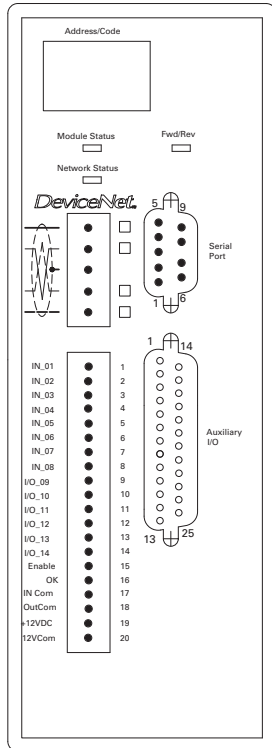 Address/Code
Module Status
Fwd/Rev
Network Status
DeviceNet.
5
9
Serial
Port
1
6
1
14
Auxiliary
I/O
13
25
IN_01 1
IN_02 2
IN_03 3
IN_04 4
IN_05 5
IN_06 6
IN_07 7
IN_08 8
I/O_09 9
I/O_10 10
I/O_11 11
I/O_12 12
I/O_13 13
I/O_14 14
Enable 15
OK 16
IN Com 17
OutCom 18
+12VDC 19
12VCom 20